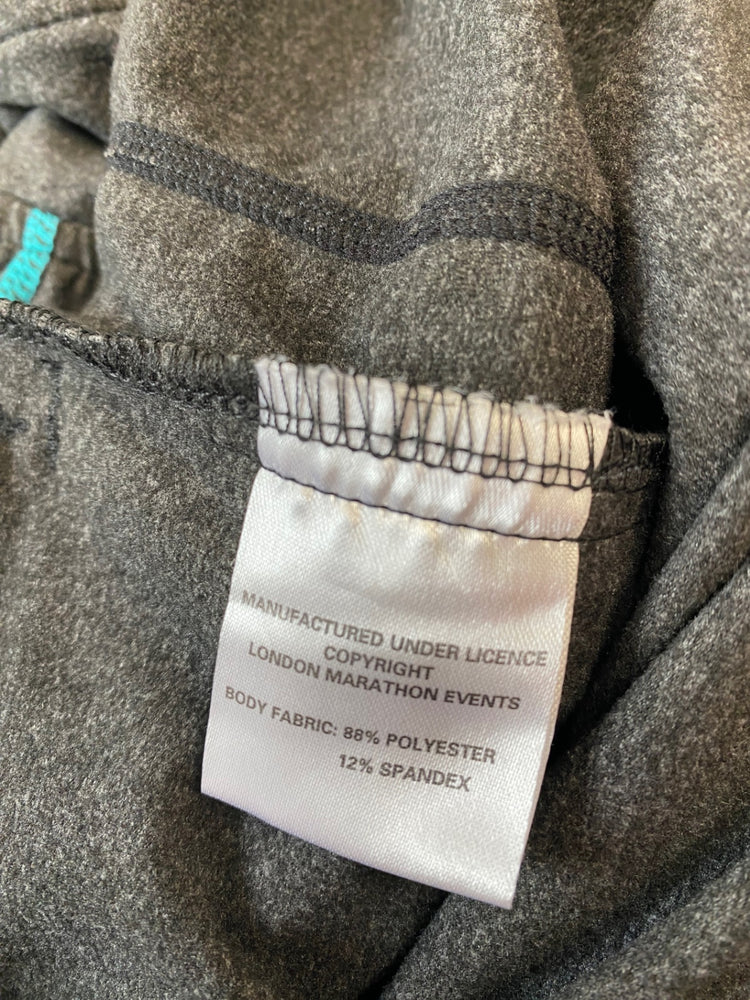 MANUFACTURED UNDER LICENCE
COPYRIGHT
LONDON MARATHON EVENTS
BODY FABRIC: 88% POLYESTER
12% SPANDEX